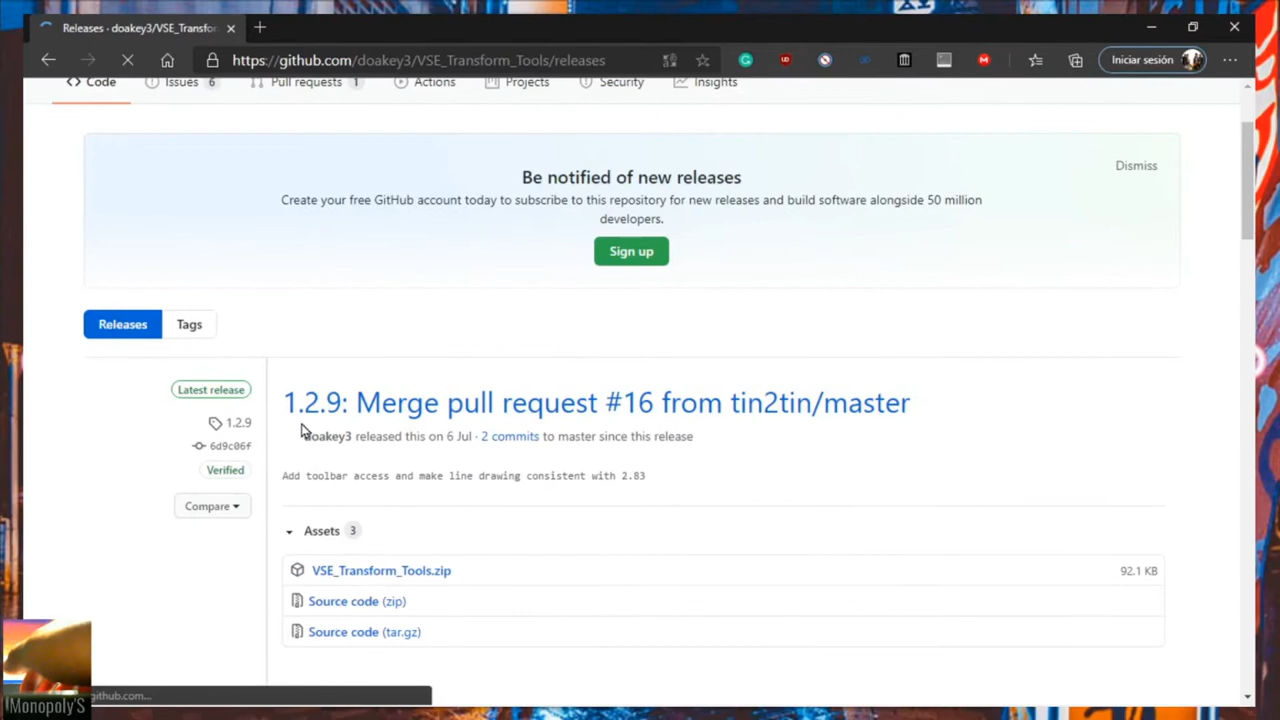 Releases · doakey3/VSE_Transfor
https://github.com/doakey3/VSE_Transform_Tools/releases
Iniciar sesión
Code
Issues 6
Pull requests 1
Actions
Projects
Security
Insights
Be notified of new releases
Dismiss
Create your free GitHub account today to subscribe to this repository for new releases and build software alongside 50 million
developers.
Sign up
Releases
Tags
Latest release
1.2.9
6d9c06f
Verified
Compare
1.2.9: Merge pull request #16 from tin2tin/master
doakey3 released this on 6 Jul · 2 commits to master since this release
Add toolbar access and make line drawing consistent with 2.83
Assets 3
VSE_Transform_Tools.zip
92.1 KB
Source code (zip)
Source code (tar.gz)
github.com...
Monopoly'S